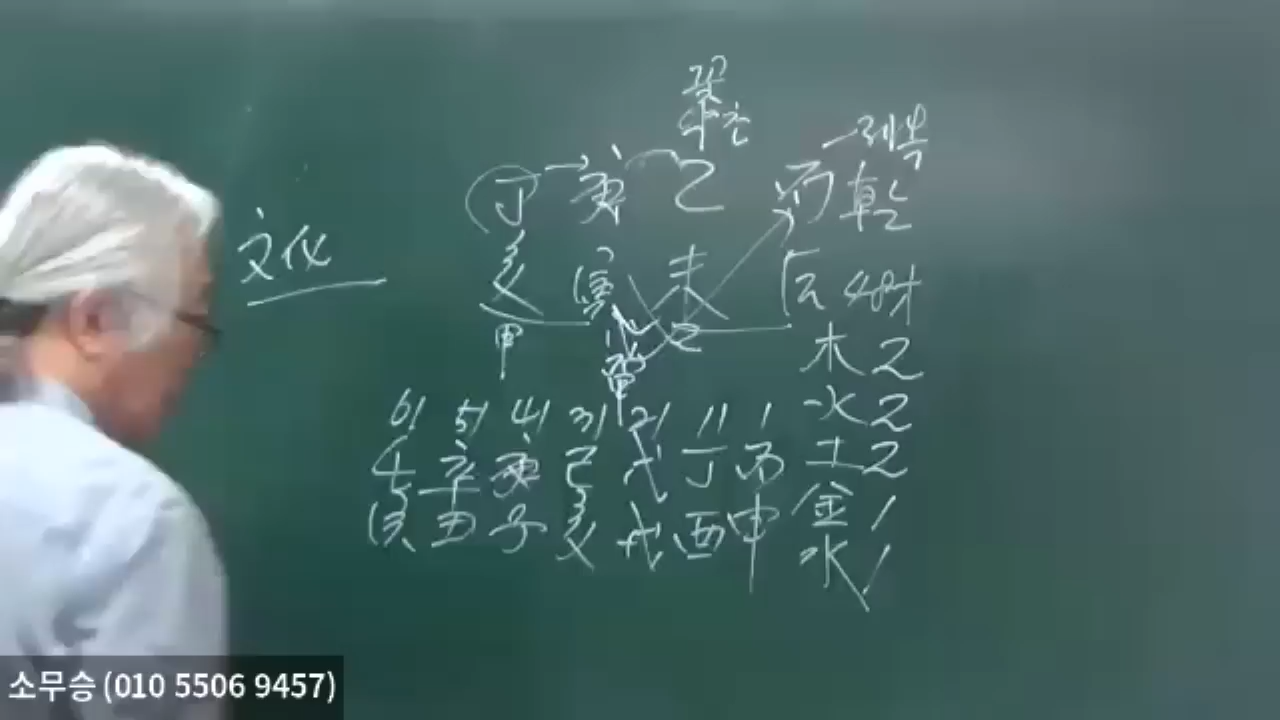 文化
丁 庚 乙 丙 乾
亥 寅 未 辰 48才
甲
木 2
火 2
61 51 41 31 21 11 1
壬 辛 庚 己 戊 丁 丙 土 2
寅 丑 子 亥 戌 酉 申 金 1
水 1
소무승 (010 5506 9457)